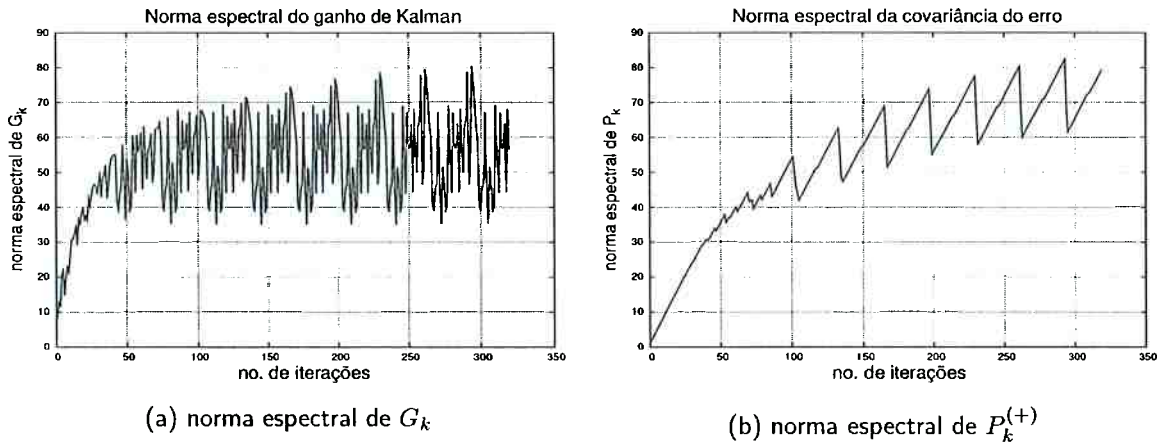 Norma espectral do ganho de Kalman
90
80
70
60
50
40
30
20
10
0
norma espectral de G_k
0 50 100 150 200 250 300 350
no. de iterações
(a) norma espectral de G_k
Norma espectral da covariância do erro
90
80
70
60
50
40
30
20
10
0
norma espectral de P_k
0 50 100 150 200 250 300 350
no. de iterações
(b) norma espectral de P_k^(+)